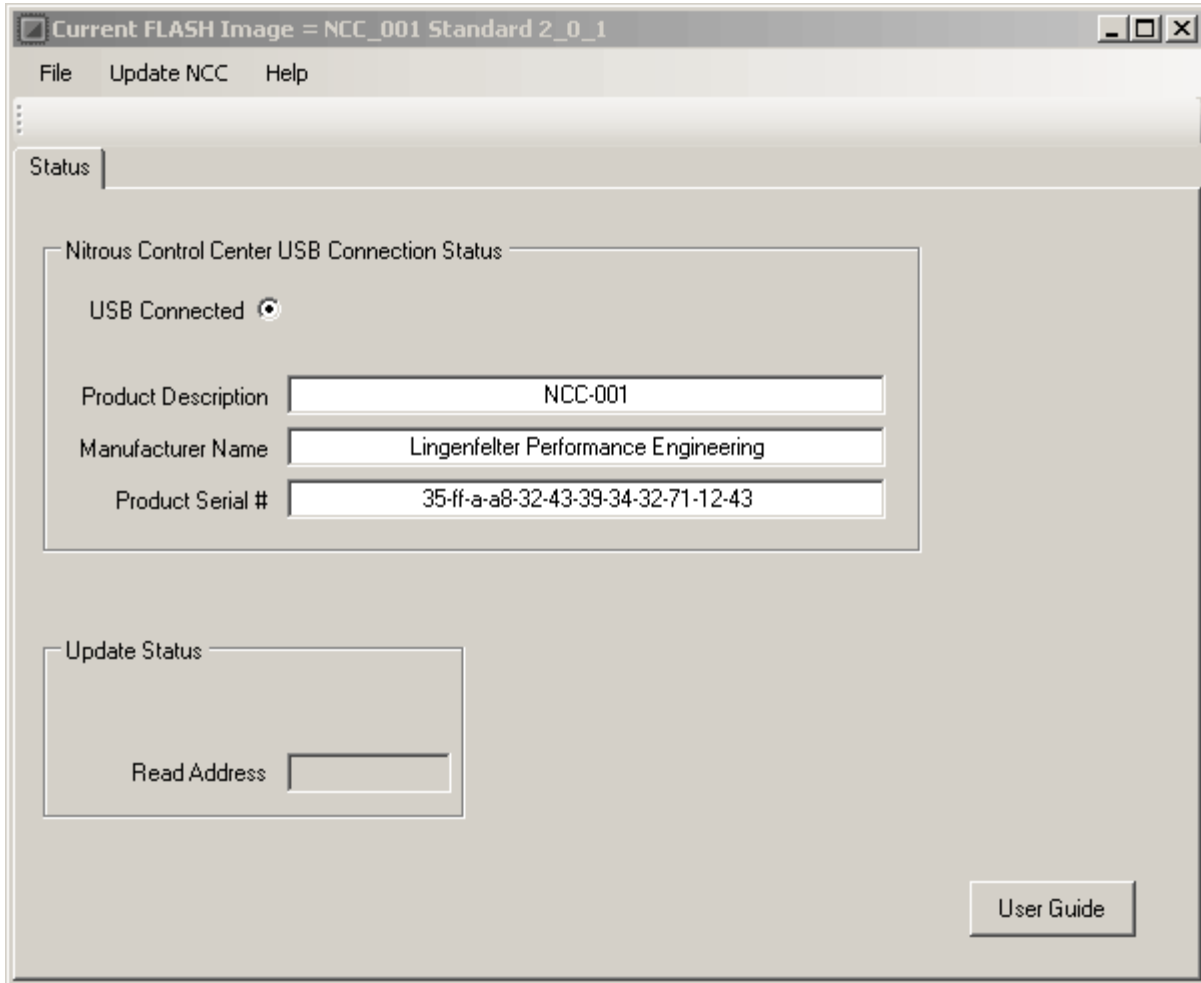 Current FLASH Image = NCC_001 Standard 2_0_1
File Update NCC Help
Status
Nitrous Control Center USB Connection Status
USB Connected
Product Description NCC-001
Manufacturer Name Lingenfelter Performance Engineering
Product Serial # 35-ff-a-a8-32-43-39-34-32-71-12-43
Update Status
Read Address
User Guide